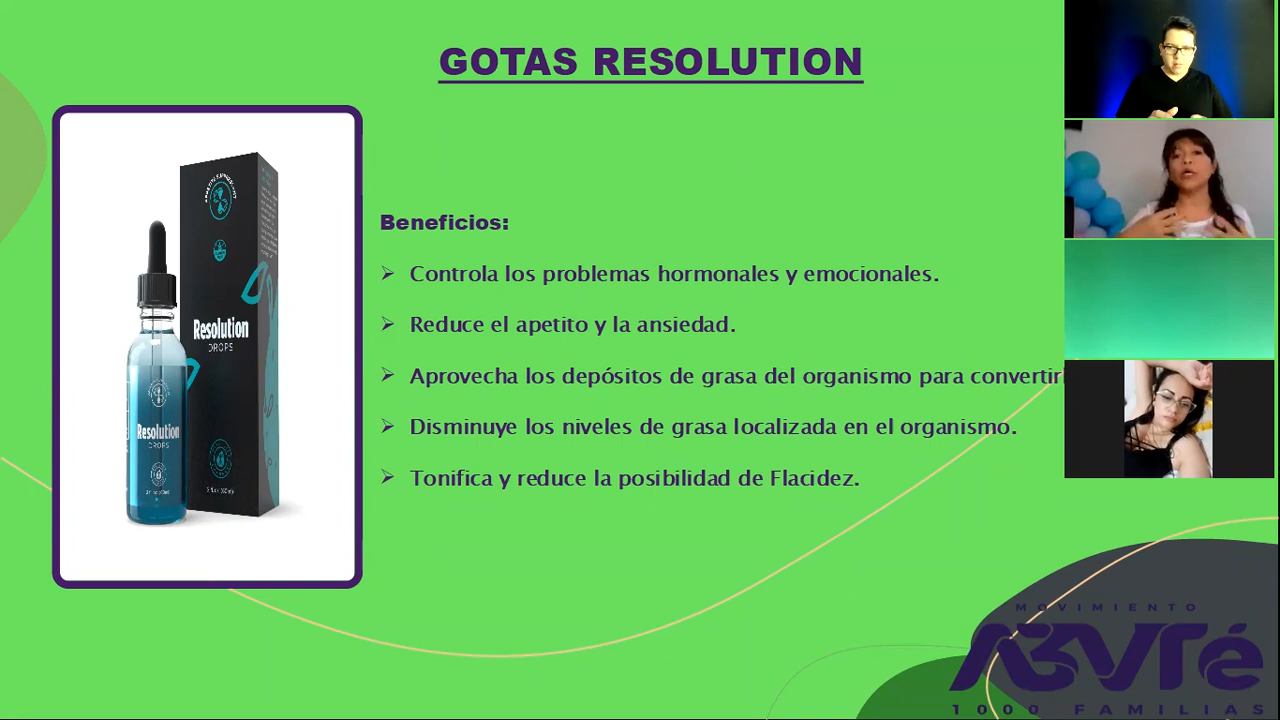 GOTAS RESOLUTION
Beneficios:
Controla los problemas hormonales y emocionales.
Reduce el apetito y la ansiedad.
Aprovecha los depósitos de grasa del organismo para convertirl
Disminuye los niveles de grasa localizada en el organismo.
Tonifica y reduce la posibilidad de Flacidez.
Resolution
DROPS
Resolution
DROPS
MOVIMIENTO
1000 FAMILIAS